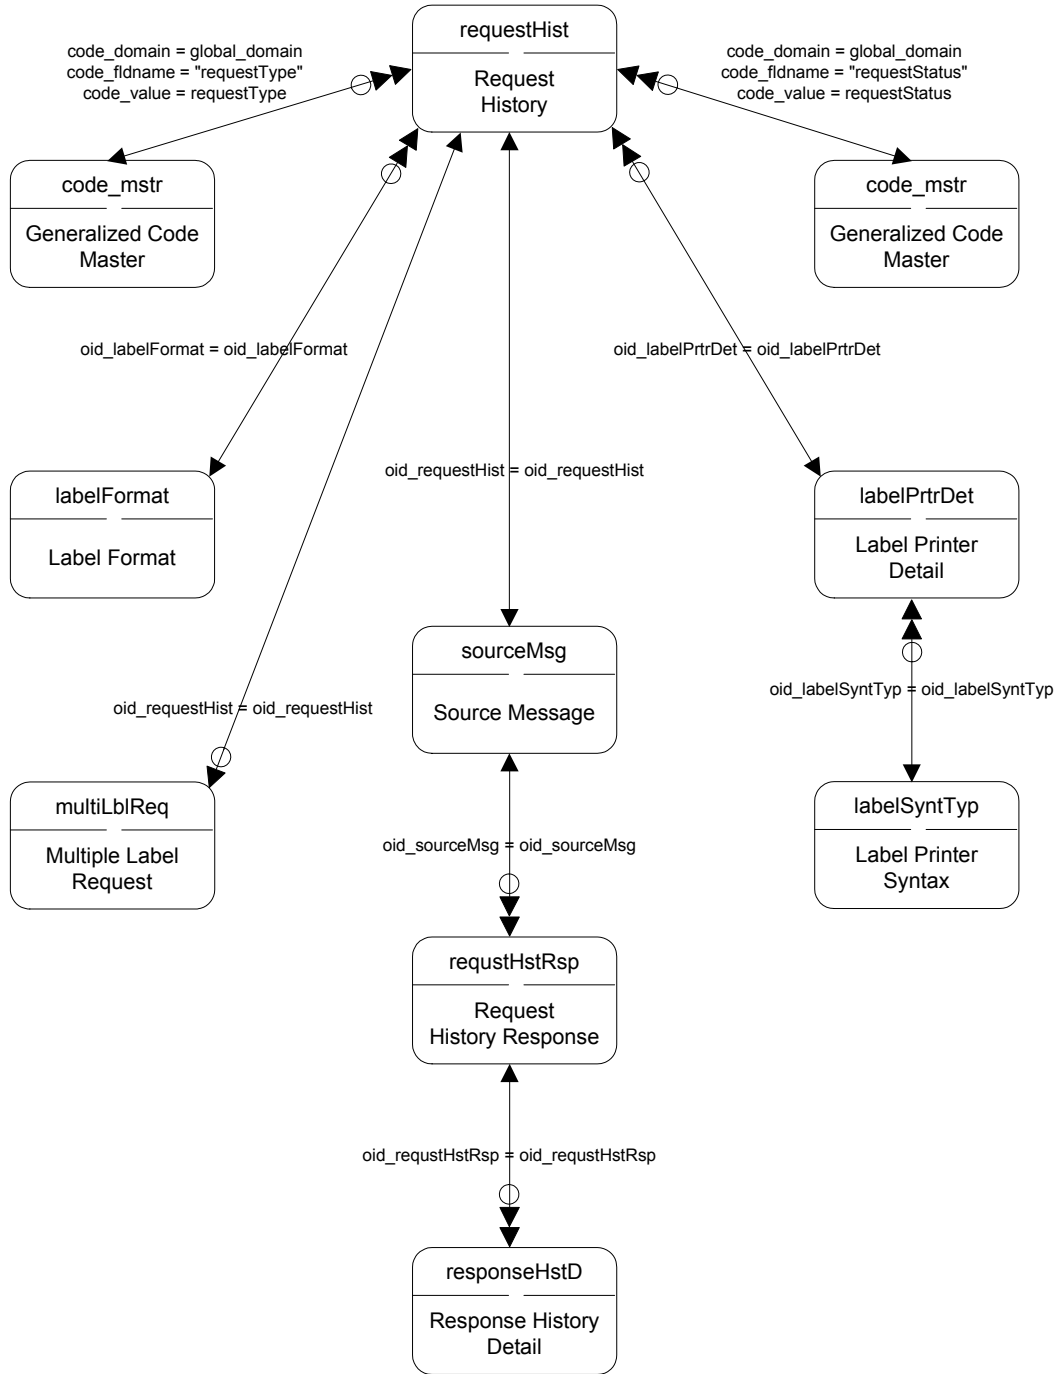 requestHist
Request
History
code_domain = global_domain
code_fldname = "requestType"
code_value = requestType
code_domain = global_domain
code_fldname = "requestStatus"
code_value = requestStatus
code_mstr
Generalized Code
Master
code_mstr
Generalized Code
Master
oid_labelFormat = oid_labelFormat
oid_labelPrtrDet = oid_labelPrtrDet
oid_requestHist = oid_requestHist
labelFormat
Label Format
labelPrtrDet
Label Printer
Detail
sourceMsg
Source Message
oid_labelSyntTyp = oid_labelSyntTyp
oid_requestHist = oid_requestHist
multiLblReq
Multiple Label
Request
labelSyntTyp
Label Printer
Syntax
oid_sourceMsg = oid_sourceMsg
requstHstRsp
Request
History Response
oid_requstHstRsp = oid_requstHstRsp
responseHstD
Response History
Detail